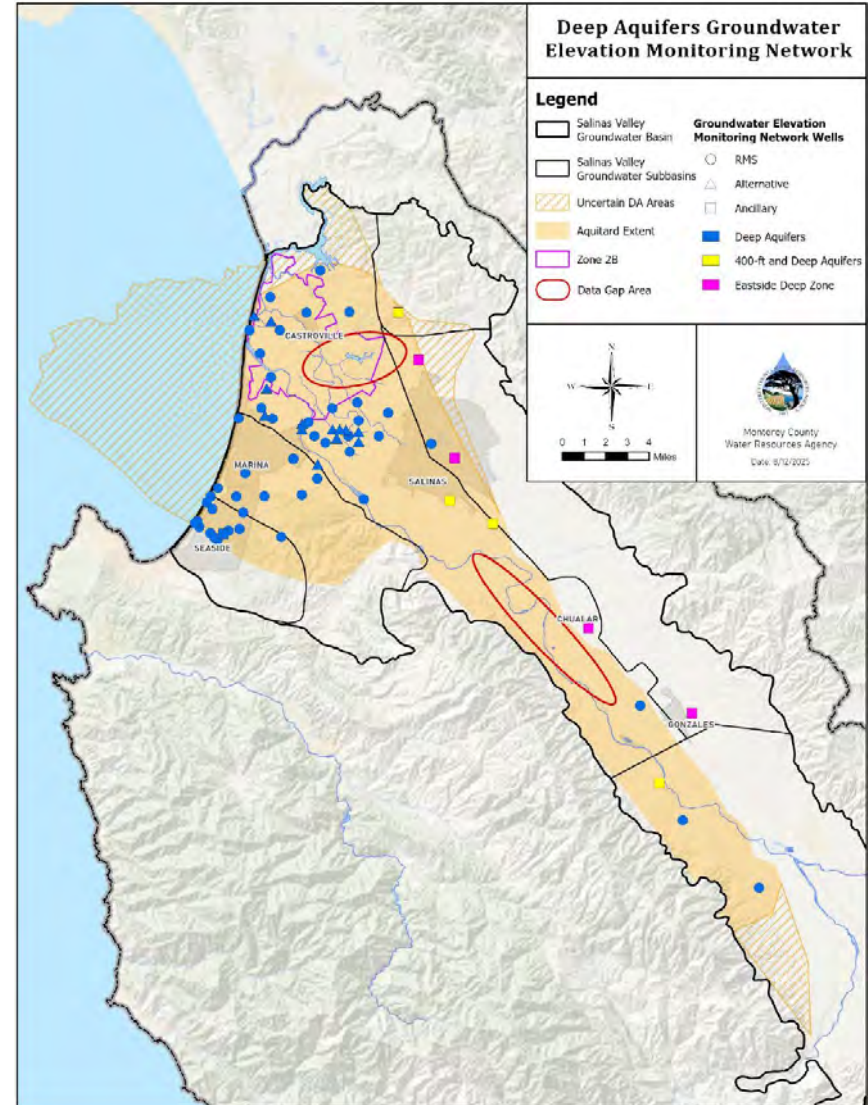 Deep Aquifers Groundwater
Elevation Monitoring Network
Legend
Salinas Valley
Groundwater Basin
Salinas Valley
Groundwater Subbasins
Uncertain DA Areas
Aquitard Extent
Zone 2B
Data Gap Area
Groundwater Elevation
Monitoring Network Wells
RMS
Alternative
Ancillary
Deep Aquifers
400-ft and Deep Aquifers
Eastside Deep Zone
N
W E
S
0 1 2 3 4
Miles
Monterey County
Water Resources Agency
Date: 8/12/2025
CASTROVILLE
MARINA
SALINAS
SEASIDE
CHUALAR
GONZALES